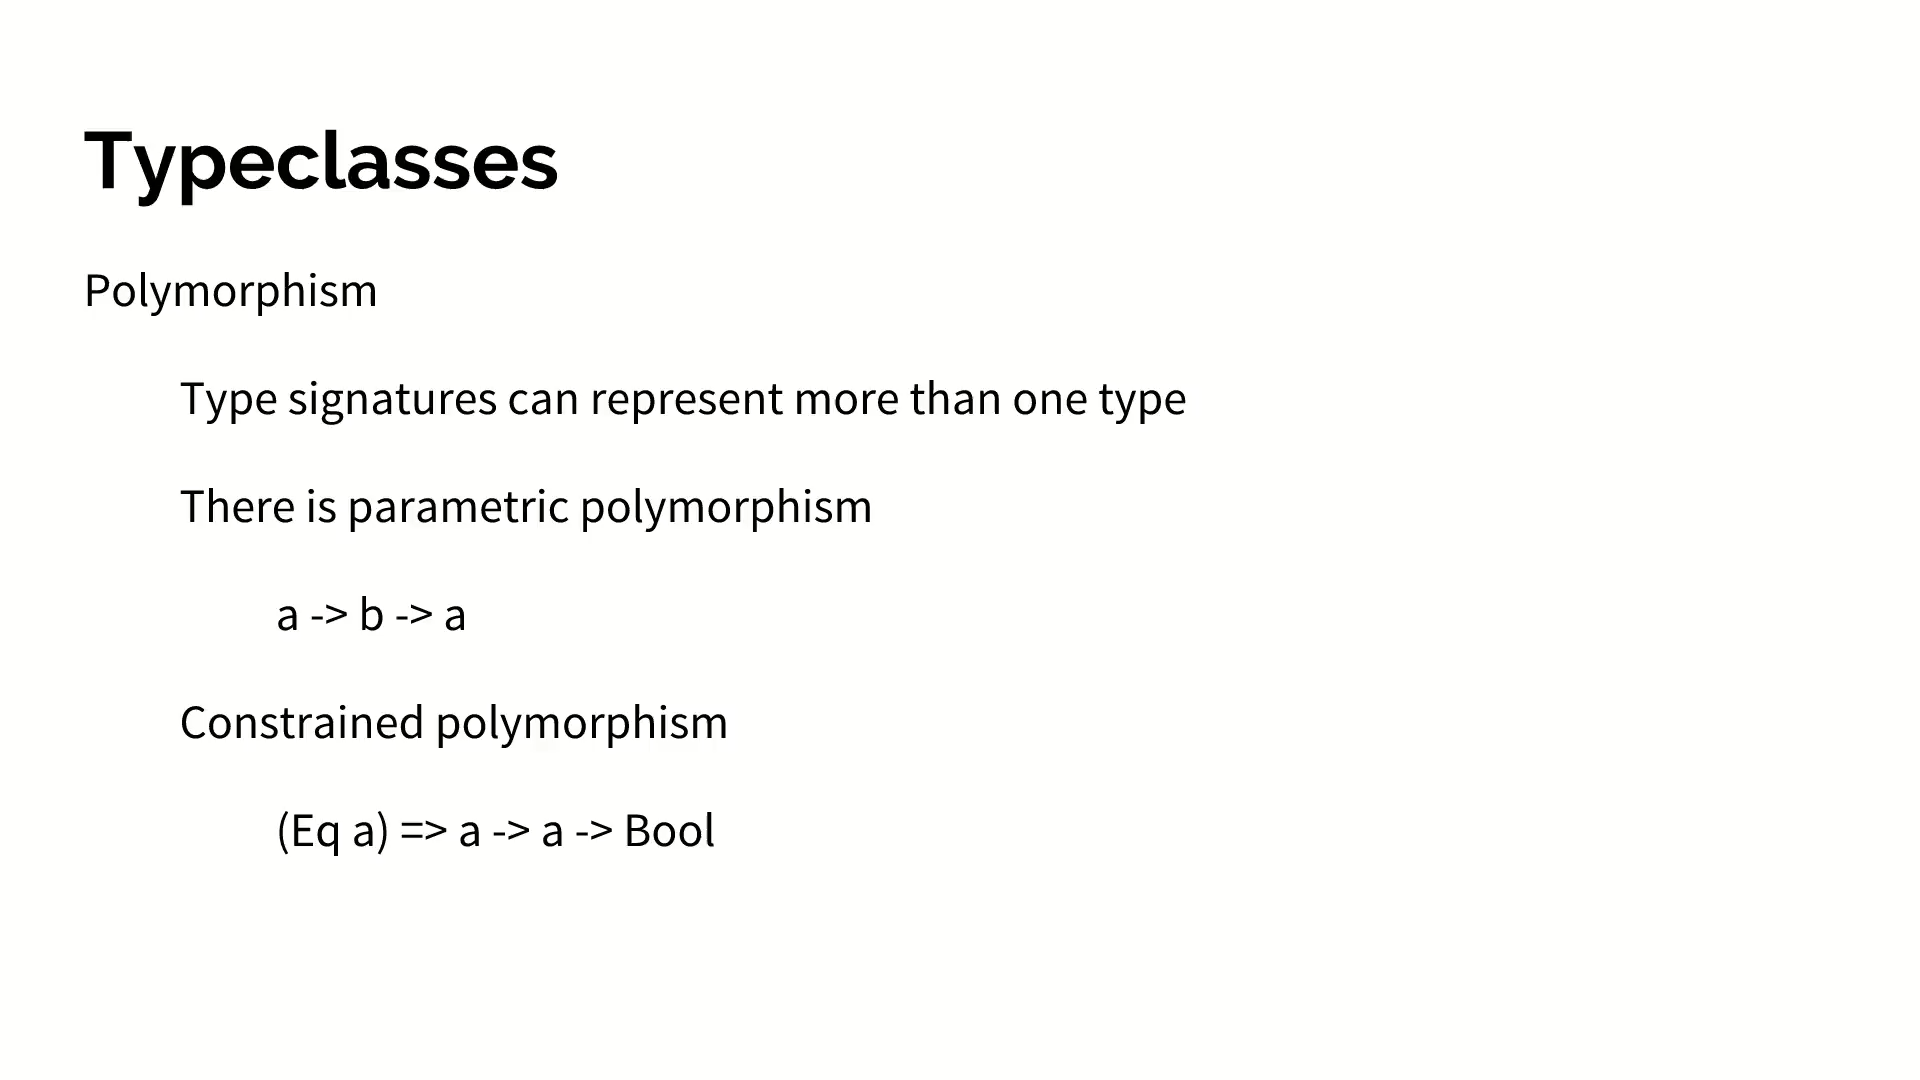 Typeclasses
Polymorphism
Type signatures can represent more than one type
There is parametric polymorphism
a -> b -> a
Constrained polymorphism
(Eq a) => a -> a -> Bool